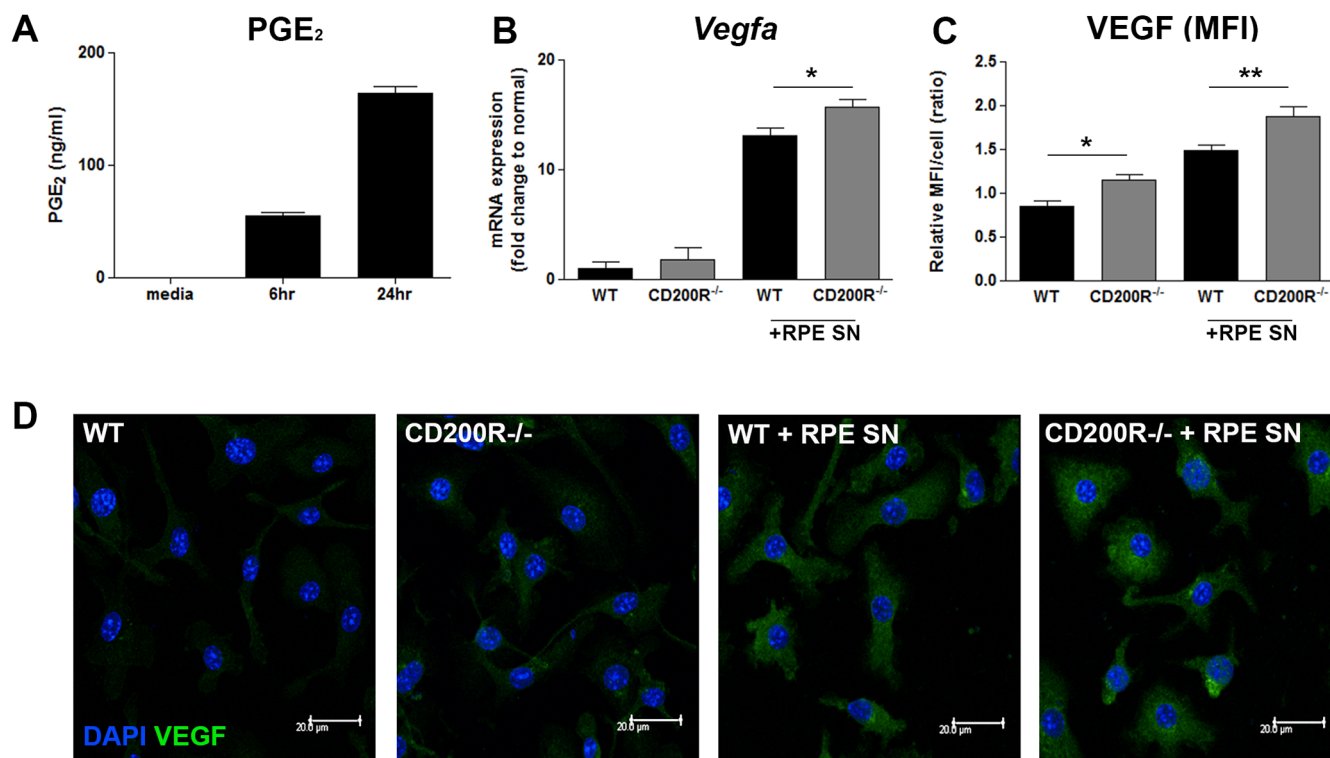 A PGE₂
PGE₂ (ng/ml)
200
100
0
media 6hr 24hr
B Vegfa
mRNA expression
(fold change to normal)
20
10
0
*
WT CD200R⁻/⁻ WT CD200R⁻/⁻
+RPE SN
C VEGF (MFI)
Relative MFI/cell (ratio)
2.5
2.0
1.5
1.0
0.5
0.0
*
**
WT CD200R⁻/⁻ WT CD200R⁻/⁻
+RPE SN
D
WT
CD200R-/-
WT + RPE SN
CD200R-/- + RPE SN
DAPI VEGF
20.0 µm
20.0 µm
20.0 µm
20.0 µm